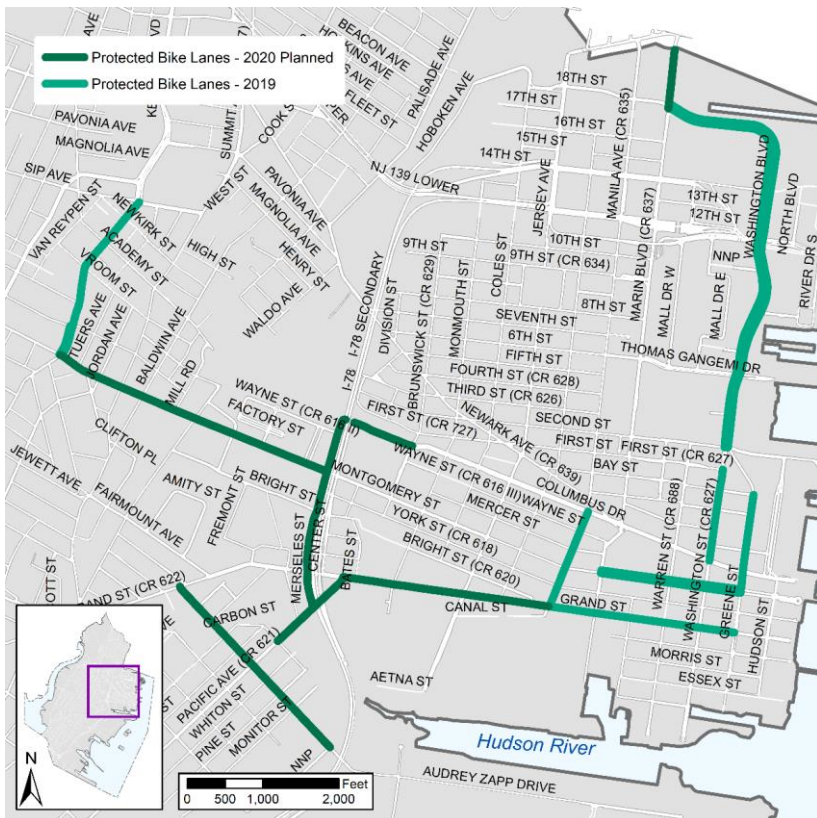 Protected Bike Lanes - 2020 Planned
Protected Bike Lanes - 2019
BEACON AVE
HOPKINS AVE
FLEET ST
PALISADE AVE
HOBOKEN AVE
SUMMIT
COOK S
PAVONIA AVE
MAGNOLIA AVE
SIP AVE
VAN REYPEN ST
NEWKIRK ST
WEST ST
PAVONIA AVE
MAGNOLIA AVE
HENRY ST
NJ 139 LOWER
18TH ST
17TH ST
16TH ST
15TH ST
14TH ST
JERSEY AVE
MANILA AVE (CR 635)
WASHINGTON BLVD
NORTH BLVD
13TH ST
12TH ST
NNP
RIVER DR S
ACADEMY ST
HIGH ST
VROOM ST
WALDO AVE
TUERS AVE
JORDAN AVE
BALDWIN AVE
MILL RD
I-78
I-78 SECONDARY
DIVISION ST
BRUNSWICK ST (CR 629)
MONMOUTH ST
COLES ST
10TH ST
9TH ST
9TH ST (CR 634)
MARIN BLVD (CR 637)
MALL DR W
MALL DR E
8TH ST
SEVENTH ST
6TH ST
FIFTH ST
THOMAS GANGEMI DR
FOURTH ST (CR 628)
THIRD ST (CR 626)
SECOND ST
NEWARK AVE (CR 639)
WAYNE ST (CR 616 II)
FACTORY ST
FIRST ST (CR 727)
FIRST ST
FIRST ST (CR 627)
BAY ST
COLUMBUS DR
WAYNE ST (CR 616 III)
WAYNE ST
CLIFTON PL
JEWETT AVE
FAIRMOUNT AVE
AMITY ST
FREMONT ST
BRIGHT ST
MONTGOMERY ST
MERCER ST
YORK ST (CR 618)
BRIGHT ST (CR 620)
MERSELES ST
CENTER ST
BATES ST
WARREN ST (CR 688)
WASHINGTON ST (CR 627)
GREENE ST
HUDSON ST
OTT ST
AND ST (CR 622)
CARBON ST
CANAL ST
GRAND ST
MORRIS ST
ESSEX ST
AETNA ST
PACIFIC AVE (CR 621)
WHITON ST
PINE ST
MONITOR ST
NNP
Hudson River
AUDREY ZAPP DRIVE
N
Feet
0 500 1,000 2,000